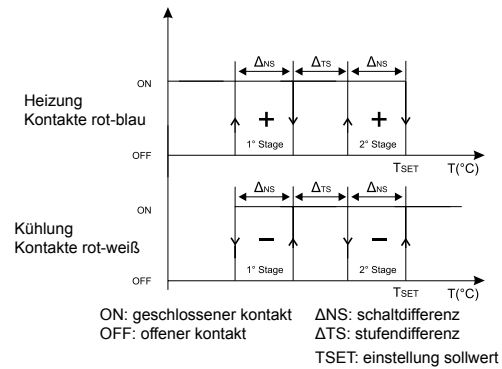 ΔNS ΔTS ΔNS
ON
Heizung
Kontakte rot-blau
+ +
1° Stage 2° Stage
OFF
TSET T(°C)
ΔNS ΔTS ΔNS
ON
Kühlung
Kontakte rot-weiß
− −
1° Stage 2° Stage
OFF
TSET T(°C)
ON: geschlossener kontakt ΔNS: schaltdifferenz
OFF: offener kontakt ΔTS: stufendifferenz
TSET: einstellung sollwert